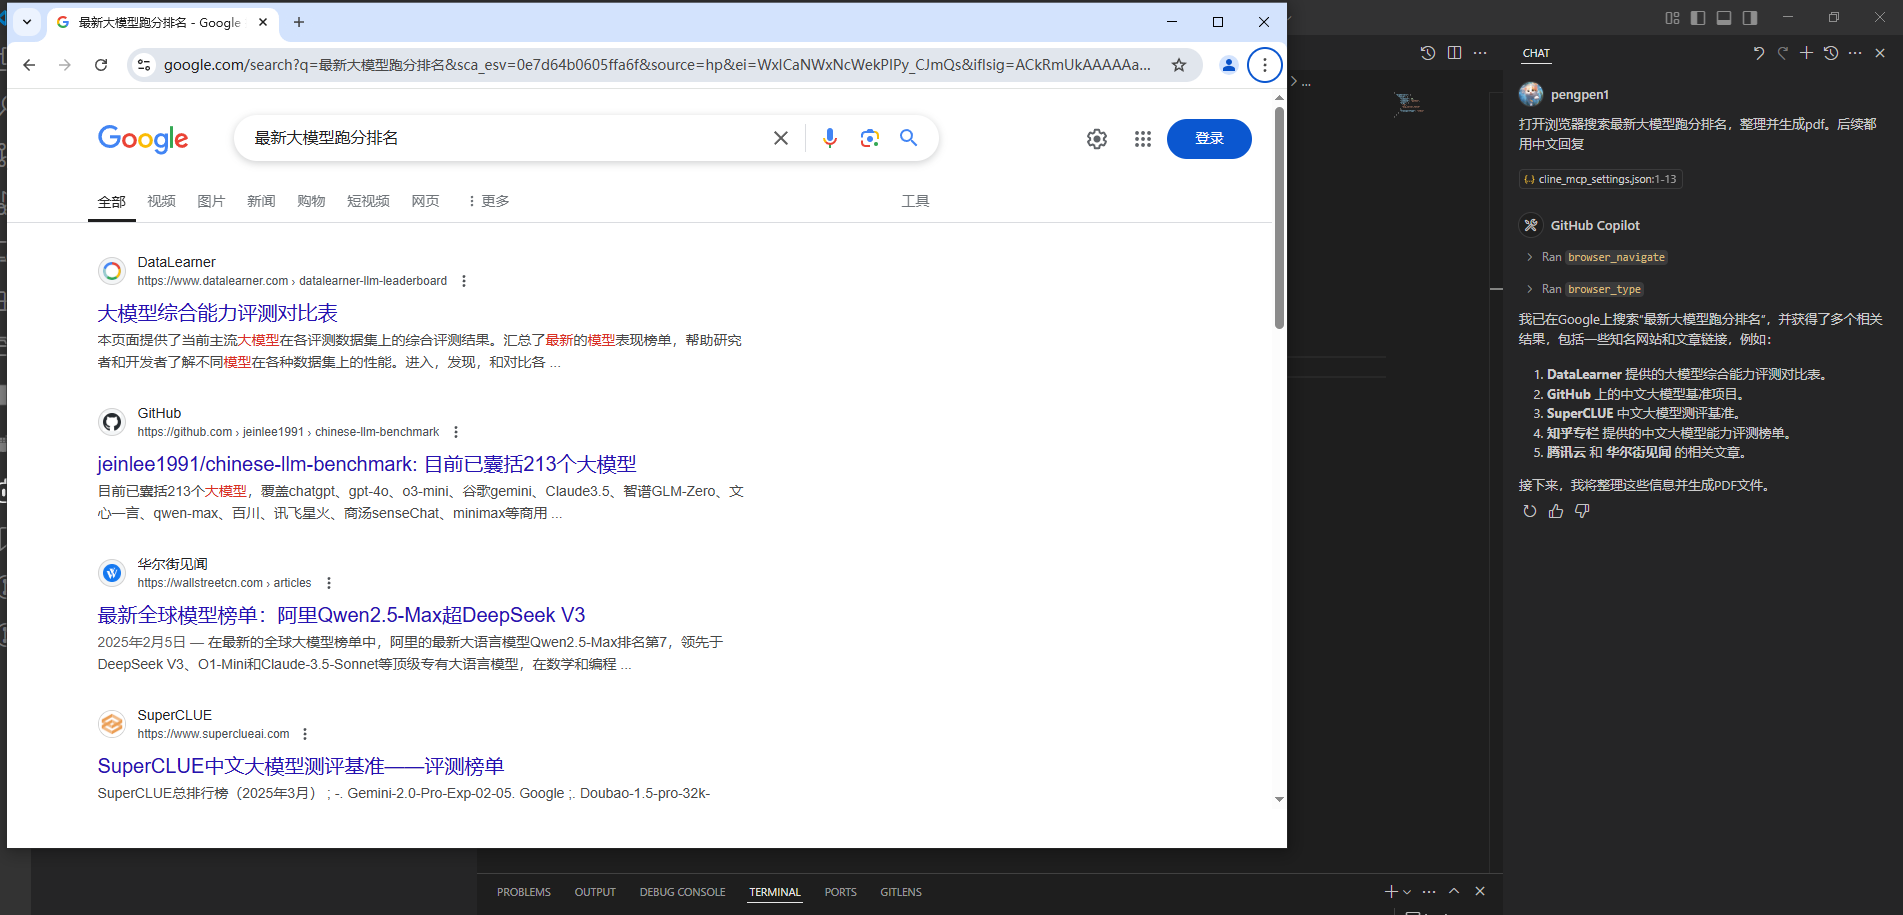 最新大模型跑分排名 - Google
google.com/search?q=最新大模型跑分排名&sca_esv=0e7d64b0605ffa6f&source=hp&ei=WxICaNWxNcWekPIPy_CJmQs&iflsig=ACkRmUkAAAAAa...
Google
最新大模型跑分排名
登录
全部
视频
图片
新闻
购物
短视频
网页
更多
工具
DataLearner
https://www.datalearner.com › datalearner-llm-leaderboard
大模型综合能力评测对比表
本页面提供了当前主流大模型在各评测数据集上的综合评测结果。汇总了最新的模型表现榜单，帮助研究
者和开发者了解不同模型在各种数据集上的性能。进入，发现，和对比各 ...
GitHub
https://github.com › jeinlee1991 › chinese-llm-benchmark
jeinlee1991/chinese-llm-benchmark: 目前已囊括213个大模型
目前已囊括213个大模型，覆盖chatgpt、gpt-4o、o3-mini、谷歌gemini、Claude3.5、智谱GLM-Zero、文
心一言、qwen-max、百川、讯飞星火、商汤senseChat、minimax等商用 ...
华尔街见闻
https://wallstreetcn.com › articles
最新全球模型榜单：阿里Qwen2.5-Max超DeepSeek V3
2025年2月5日 — 在最新的全球大模型榜单中，阿里的最新大语言模型Qwen2.5-Max排名第7，领先于
DeepSeek V3、O1-Mini和Claude-3.5-Sonnet等顶级专有大语言模型，在数学和编程 ...
SuperCLUE
https://www.superclueai.com
SuperCLUE中文大模型测评基准——评测榜单
SuperCLUE总排行榜（2025年3月） ; -. Gemini-2.0-Pro-Exp-02-05. Google ;. Doubao-1.5-pro-32k-
PROBLEMS
OUTPUT
DEBUG CONSOLE
TERMINAL
PORTS
GITLENS
CHAT
pengpen1
打开浏览器搜索最新大模型跑分排名，整理并生成pdf。后续都
用中文回复
cline_mcp_settings.json:1-13
GitHub Copilot
Ran browser_navigate
Ran browser_type
我已在Google上搜索“最新大模型跑分排名”，并获得了多个相关
结果，包括一些知名网站和文章链接，例如：
1. DataLearner 提供的大模型综合能力评测对比表。
2. GitHub 上的中文大模型基准项目。
3. SuperCLUE 中文大模型测评基准。
4. 知乎专栏 提供的中文大模型能力评测榜单。
5. 腾讯云 和 华尔街见闻 的相关文章。
接下来，我将整理这些信息并生成PDF文件。